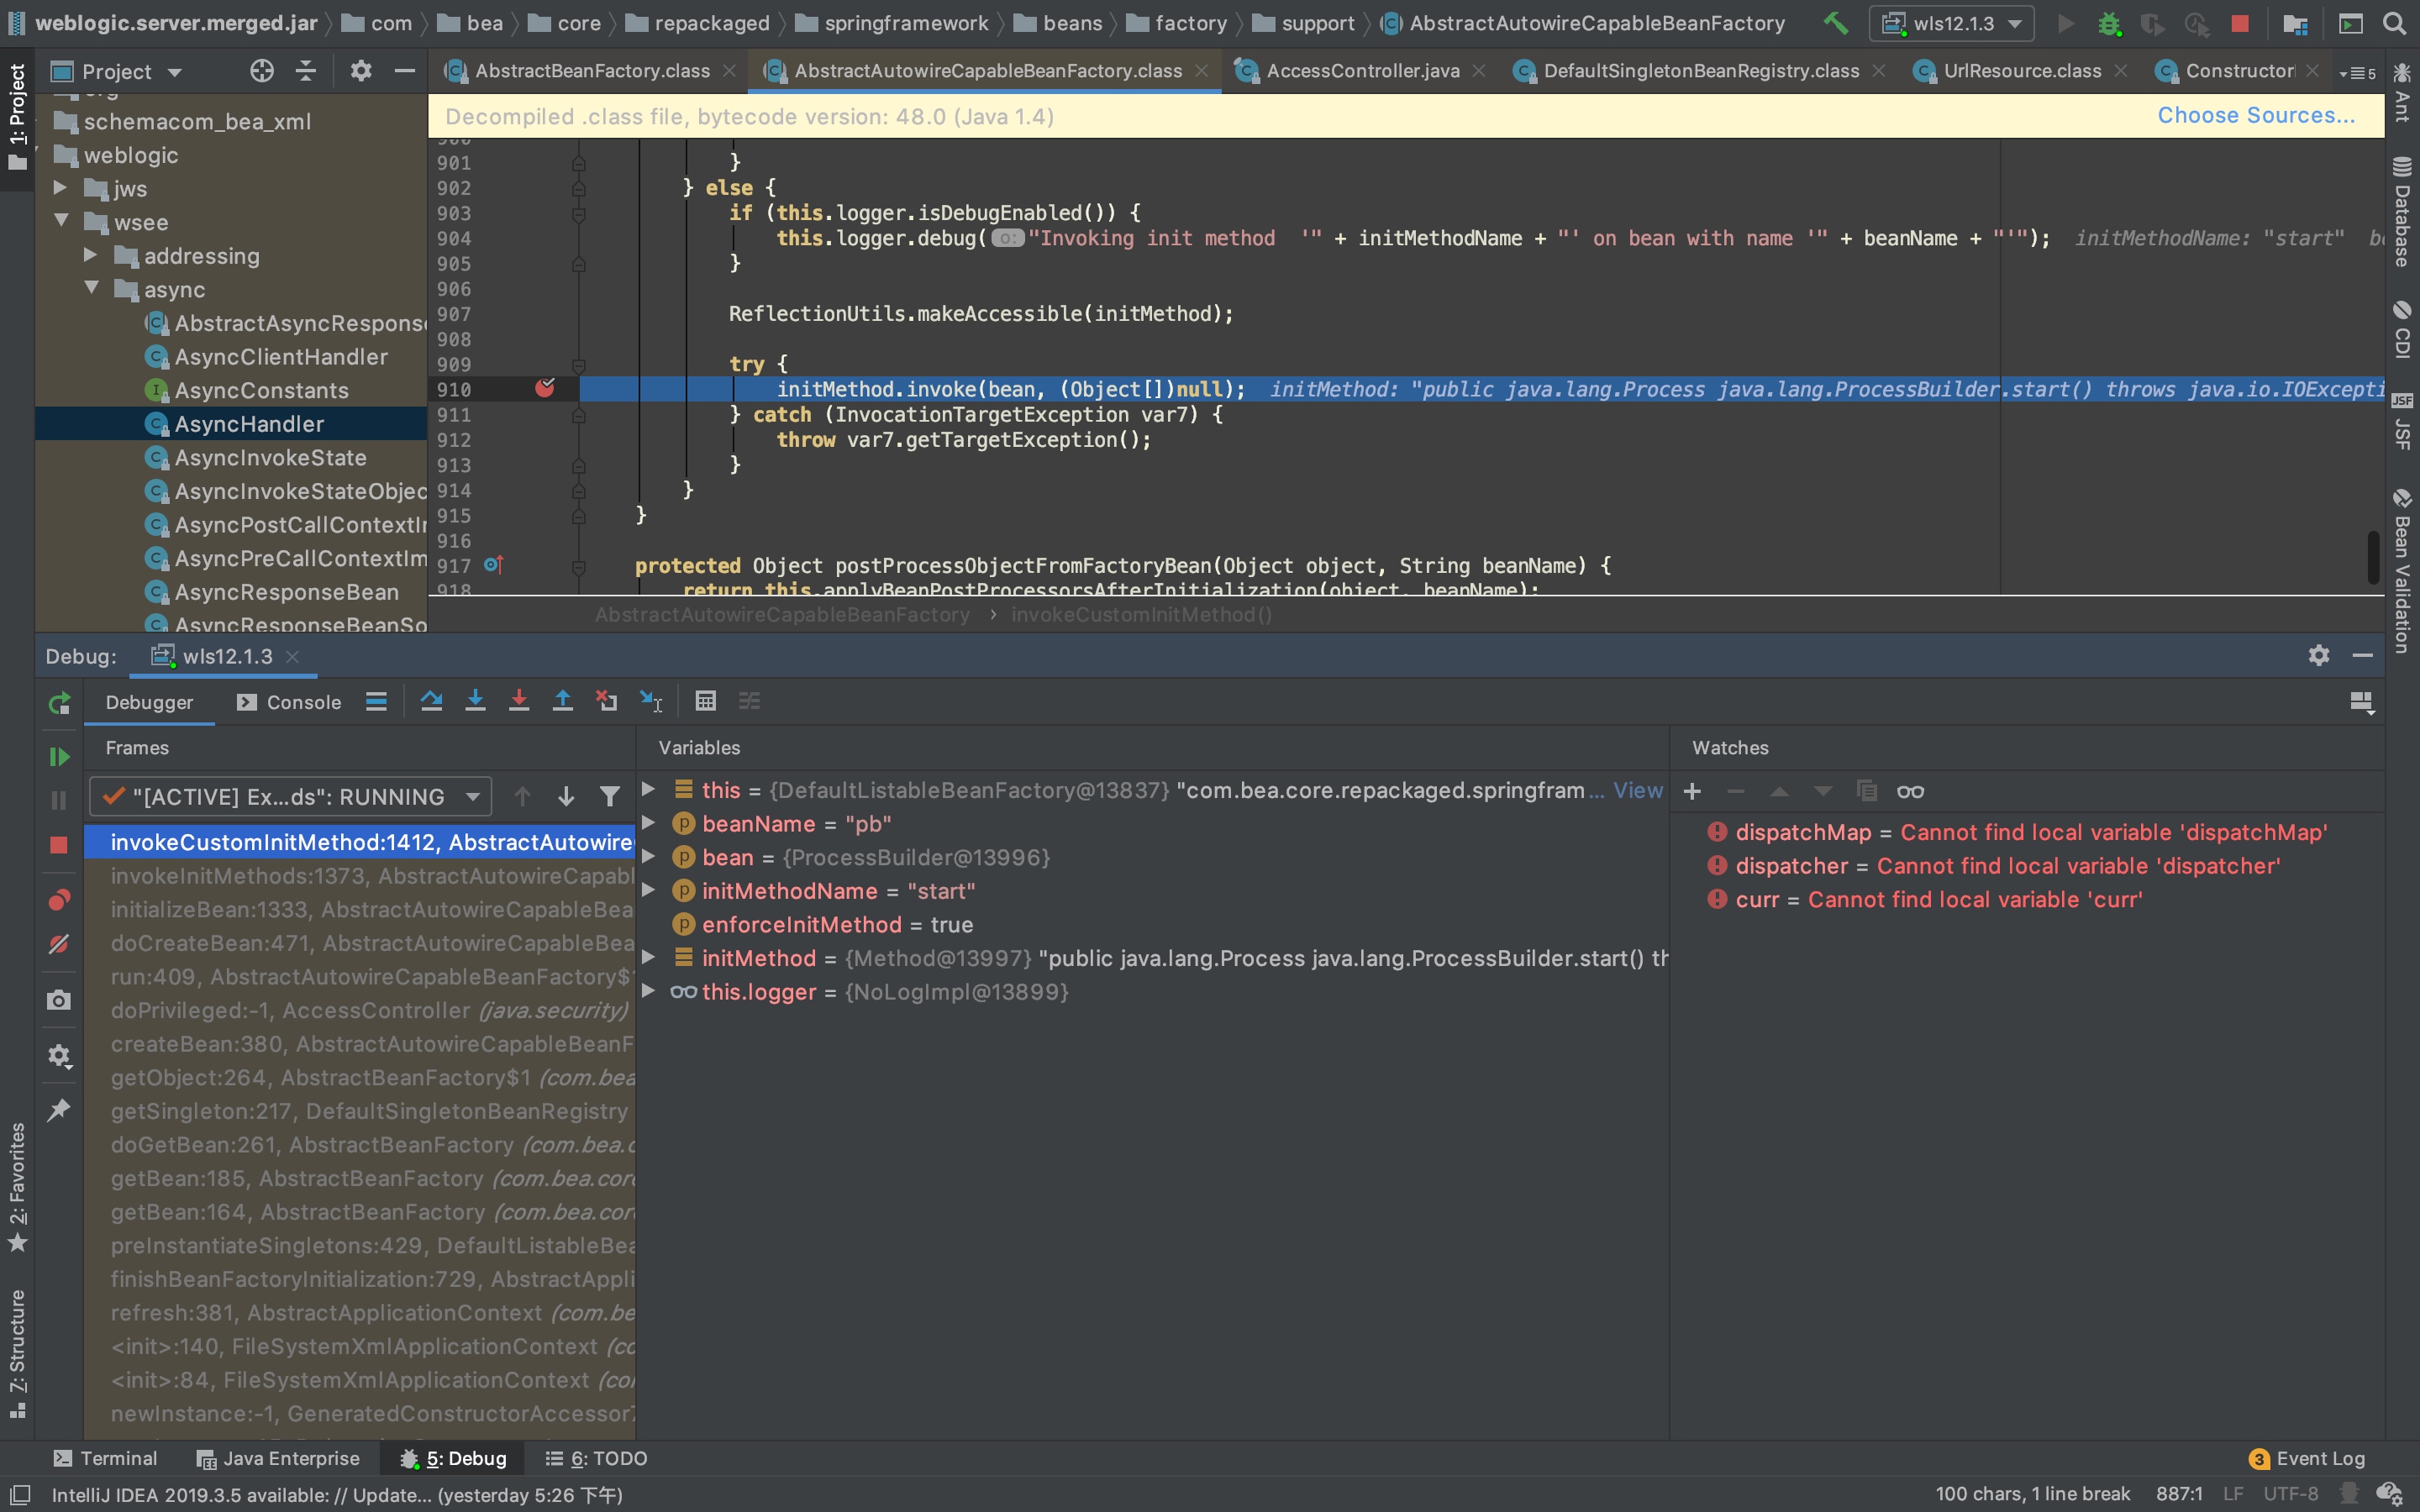 weblogic.server.merged.jar com bea core repackaged springframework beans factory support AbstractAutowireCapableBeanFactory wls12.1.3
1: Project
Project
AbstractBeanFactory.class AbstractAutowireCapableBeanFactory.class AccessController.java DefaultSingletonBeanRegistry.class UrlResource.class Constructor 5
Decompiled .class file, bytecode version: 48.0 (Java 1.4) Choose Sources...
org
schemacom_bea_xml
weblogic
jws
wsee
addressing
async
AbstractAsyncResponse
AsyncClientHandler
AsyncConstants
AsyncHandler
AsyncInvokeState
AsyncInvokeStateObjec
AsyncPostCallContextI
AsyncPreCallContextIm
AsyncResponseBean
AsyncResponseBeanSo
900
901 }
902 } else {
903 if (this.logger.isDebugEnabled()) {
904 this.logger.debug( o: "Invoking init method  '" + initMethodName + "' on bean with name '" + beanName + "'"); initMethodName: "start" be
905 }
906
907 ReflectionUtils.makeAccessible(initMethod);
908
909 try {
910 initMethod.invoke(bean, (Object[])null); initMethod: "public java.lang.Process java.lang.ProcessBuilder.start() throws java.io.IOExcepti
911 } catch (InvocationTargetException var7) {
912 throw var7.getTargetException();
913 }
914 }
915 }
916
917 protected Object postProcessObjectFromFactoryBean(Object object, String beanName) {
918 return this.applyBeanPostProcessorsAfterInitialization(object, beanName);
AbstractAutowireCapableBeanFactory › invokeCustomInitMethod()
Ant
Database
CDI
JSF JSF
Bean Validation
Debug: wls12.1.3
Debugger Console
Frames
"[ACTIVE] Ex...ds": RUNNING
invokeCustomInitMethod:1412, AbstractAutowire
invokeInitMethods:1373, AbstractAutowireCapabl
initializeBean:1333, AbstractAutowireCapableBea
doCreateBean:471, AbstractAutowireCapableBea
run:409, AbstractAutowireCapableBeanFactory$
doPrivileged:-1, AccessController (java.security)
createBean:380, AbstractAutowireCapableBeanF
getObject:264, AbstractBeanFactory$1 (com.bea
getSingleton:217, DefaultSingletonBeanRegistry
doGetBean:261, AbstractBeanFactory (com.bea.c
getBean:185, AbstractBeanFactory (com.bea.cor
getBean:164, AbstractBeanFactory (com.bea.cor
preInstantiateSingletons:429, DefaultListableBea
finishBeanFactoryInitialization:729, AbstractAppli
refresh:381, AbstractApplicationContext (com.be
<init>:140, FileSystemXmlApplicationContext (co
<init>:84, FileSystemXmlApplicationContext (co
newInstance:-1, GeneratedConstructorAccessor
Variables
this = {DefaultListableBeanFactory@13837} "com.bea.core.repackaged.springfram... View
beanName = "pb"
bean = {ProcessBuilder@13996}
initMethodName = "start"
enforceInitMethod = true
initMethod = {Method@13997} "public java.lang.Process java.lang.ProcessBuilder.start() th
this.logger = {NoLogImpl@13899}
Watches
dispatchMap = Cannot find local variable 'dispatchMap'
dispatcher = Cannot find local variable 'dispatcher'
curr = Cannot find local variable 'curr'
2: Favorites
Z: Structure
Terminal Java Enterprise 5: Debug 6: TODO 3 Event Log
IntelliJ IDEA 2019.3.5 available: // Update... (yesterday 5:26 下午) 100 chars, 1 line break 887:1 LF UTF-8